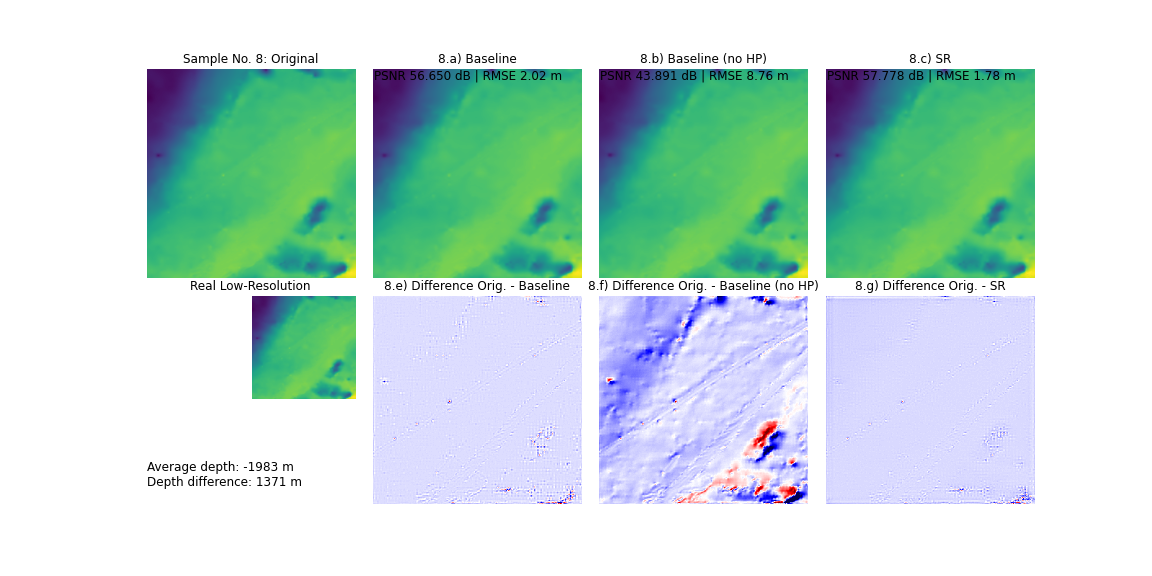 Sample No. 8: Original
8.a) Baseline
8.b) Baseline (no HP)
8.c) SR
PSNR 56.650 dB | RMSE 2.02 m
PSNR 43.891 dB | RMSE 8.76 m
PSNR 57.778 dB | RMSE 1.78 m
Real Low-Resolution
8.e) Difference Orig. - Baseline
8.f) Difference Orig. - Baseline (no HP)
8.g) Difference Orig. - SR
Average depth: -1983 m
Depth difference: 1371 m